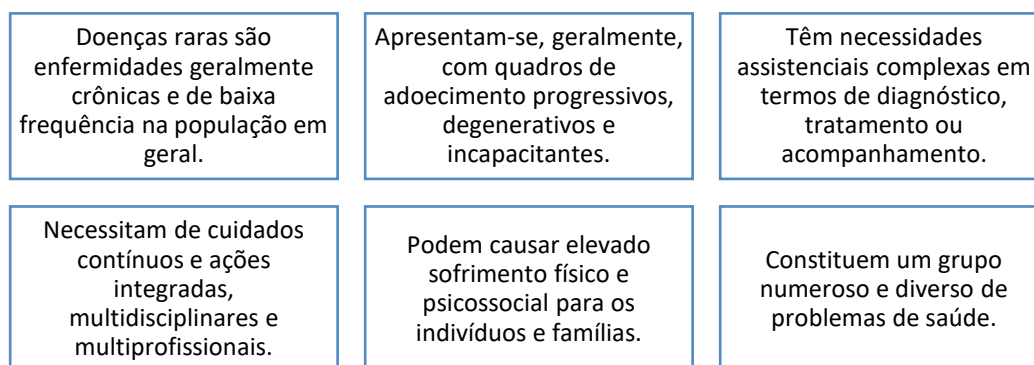 Doenças raras são
enfermidades geralmente
crônicas e de baixa
frequência na população em
geral.
Apresentam-se, geralmente,
com quadros de
adoecimento progressivos,
degenerativos e
incapacitantes.
Têm necessidades
assistenciais complexas em
termos de diagnóstico,
tratamento ou
acompanhamento.
Necessitam de cuidados
contínuos e ações
integradas,
multidisciplinares e
multiprofissionais.
Podem causar elevado
sofrimento físico e
psicossocial para os
indivíduos e famílias.
Constituem um grupo
numeroso e diverso de
problemas de saúde.